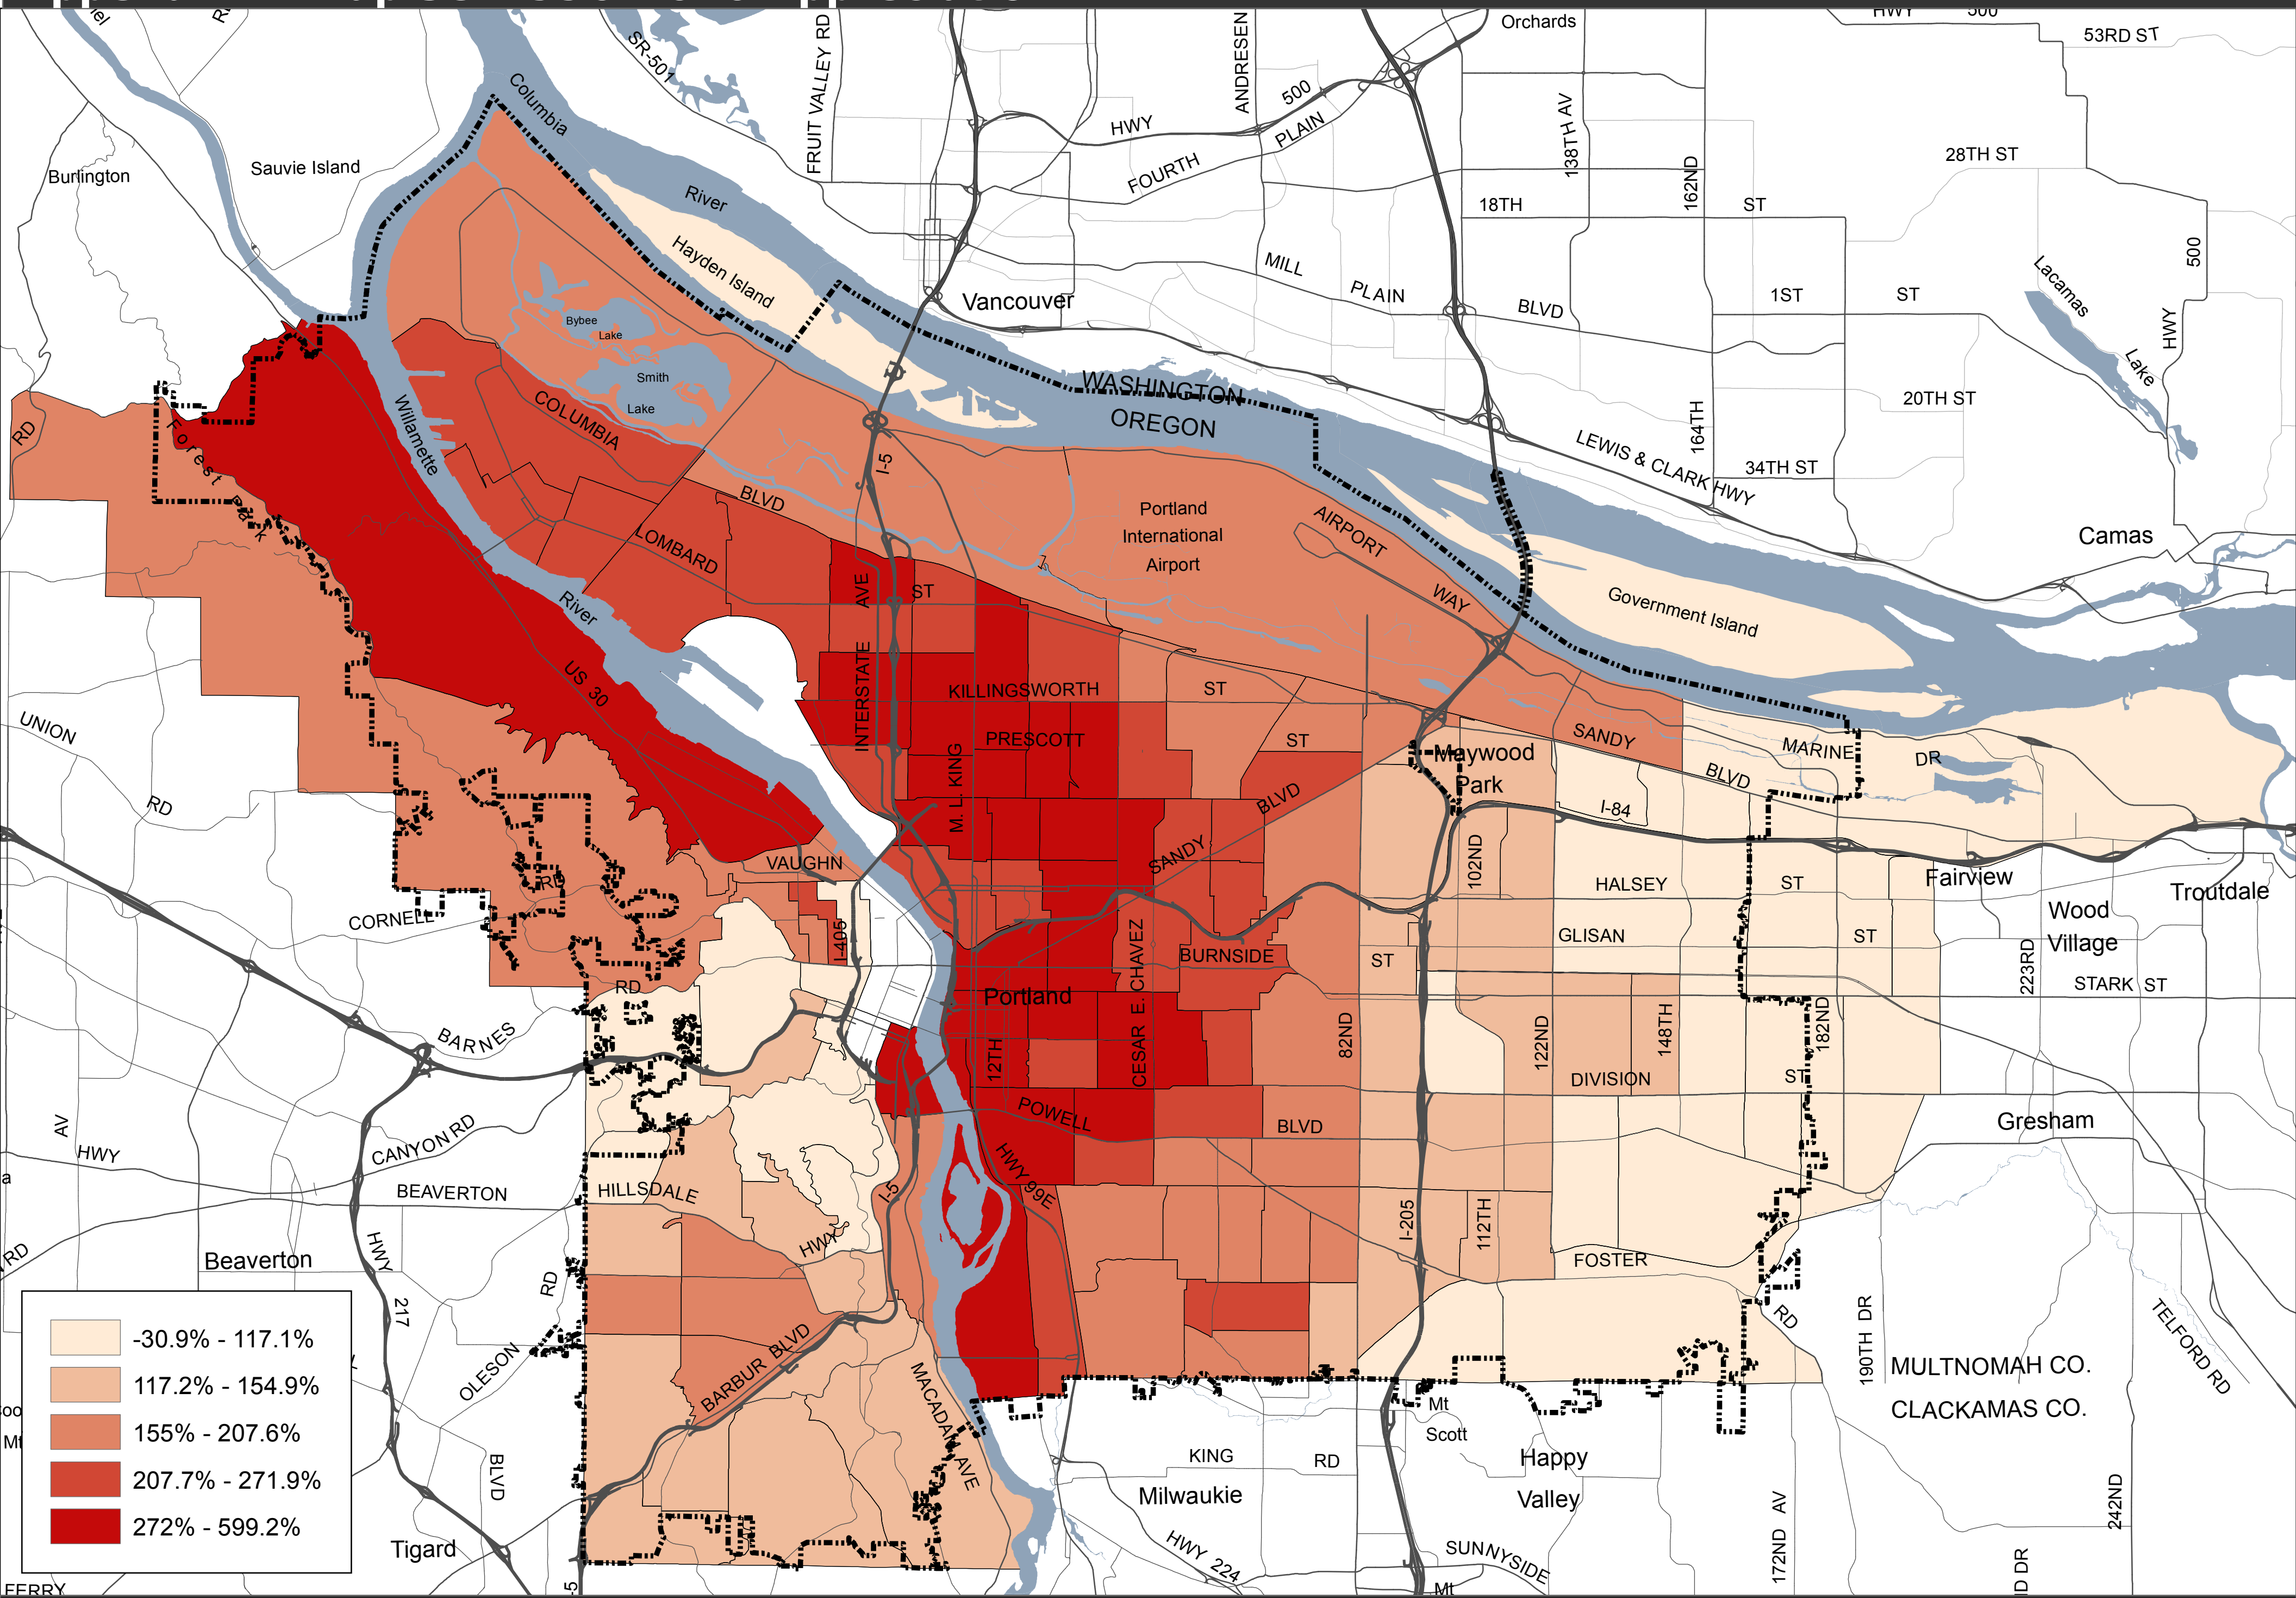 HWY 500
53RD ST
Orchards
SR-501
FRUIT VALLEY RD
ANDRESEN
Columbia
500
HWY
PLAIN
FOURTH
138TH AV
162ND
28TH ST
Burlington
Sauvie Island
River
18TH
ST
Hayden Island
MILL
PLAIN
BLVD
1ST
ST
500
HWY
Lacamas
Lake
Vancouver
Bybee
Lake
Smith
Lake
WASHINGTON
OREGON
20TH ST
164TH
LEWIS & CLARK HWY
34TH ST
RD
Forest Park
Willamette
COLUMBIA
BLVD
I-5
Portland
International
Airport
AIRPORT
WAY
Camas
LOMBARD
ST
AVE
INTERSTATE
River
Government Island
US 30
KILLINGSWORTH
ST
PRESCOTT
ST
M. L. KING
UNION
RD
SANDY
BLVD
MARINE
DR
Maywood
Park
I-84
BLVD
SANDY
VAUGHN
102ND
HALSEY
ST
Fairview
Troutdale
RD
CORNELL
I-405
CESAR E. CHAVEZ
BURNSIDE
ST
GLISAN
ST
Wood
Village
223RD
STARK ST
RD
BARNES
Portland
12TH
82ND
122ND
148TH
182ND
DIVISION
ST
POWELL
BLVD
Gresham
AV
HWY
CANYON RD
BEAVERTON
HILLSDALE
HWY
I-5
HWY 99E
I-205
112TH
FOSTER
RD
a
RD
Beaverton
HWY
217
RD
OLESON
BARBUR BLVD
MACADAM AVE
190TH DR
TELFORD RD
MULTNOMAH CO.
CLACKAMAS CO.
-30.9% - 117.1%
117.2% - 154.9%
155% - 207.6%
207.7% - 271.9%
272% - 599.2%
Mt
Scott
KING
RD
Happy
Valley
Milwaukie
BLVD
Tigard
HWY 224
SUNNYSIDE
172ND AV
242ND
FERRY
I-5
Mt